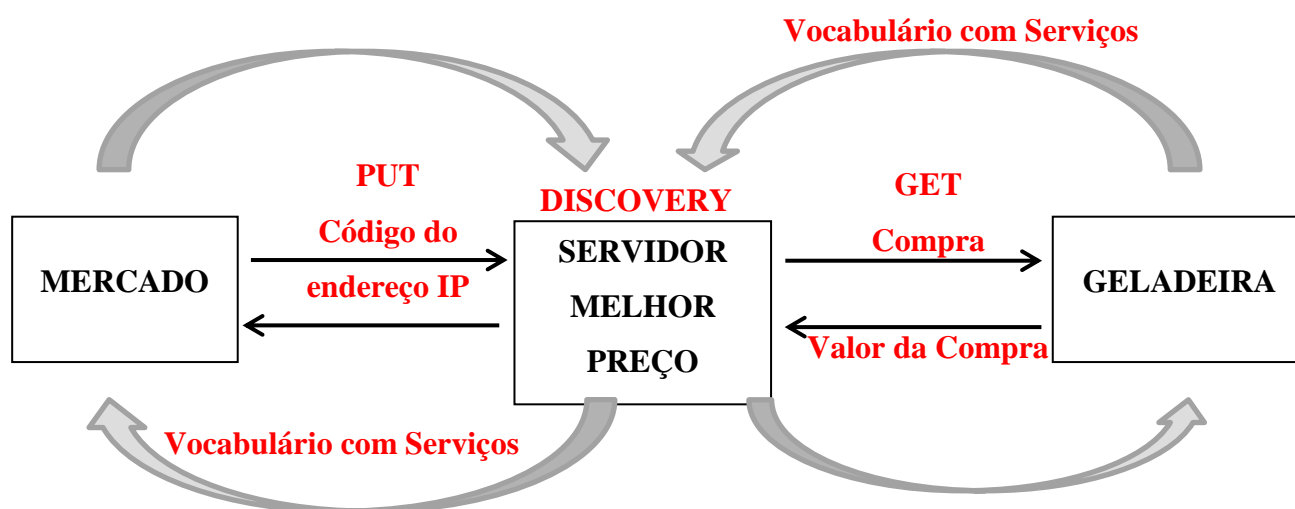 Vocabulário com Serviços
PUT
Código do
endereço IP
DISCOVERY
GET
Compra
MERCADO
SERVIDOR
MELHOR
PREÇO
GELADEIRA
Valor da Compra
Vocabulário com Serviços